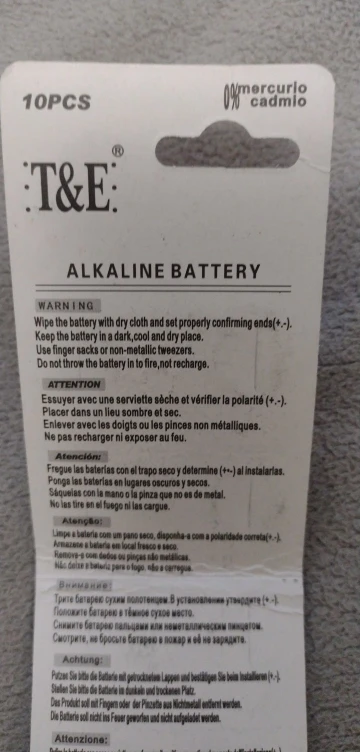 10PCS
0% mercurio
cadmio
T&E®
ALKALINE BATTERY
WARNING
Wipe the battery with dry cloth and set properly confirming ends(+.-).
Keep the battery in a dark,cool and dry place.
Use finger sacks or non-metallic tweezers.
Do not throw the battery in to fire,not recharge.
ATTENTION
Essuyer avec une serviette sèche et vérifier la polarité (+.-).
Placer dans un lieu sombre et sec.
Enlever avec les doigts ou les pinces non métalliques.
Ne pas recharger ni exposer au feu.
Atención:
Fregue las baterías con el trapo seco y determine (+~) al instalarlas.
Ponga las baterías en lugares oscuros y secos.
Sáquelas con la mano o la pinza que no es de metal.
No las tire en el fuego ni las cargue.
Atenção:
Limpe a bateria com um pano seco, disponha-a com a polaridade correta(+.-).
Armazene a bateria em local fresco e seco.
Remove-a com dedos ou pinças não metálicas.
Não deixe a bateria para o fogo, não a carregue.
Внимание:
Трите батарею сухим полотенцем. В установлении утвердите (+.-).
Положите батарею в тёмное сухое место.
Снимите батарею пальцами или неметаллическим пинцетом.
Смотрите, не бросьте батарею в пожар и её не зарядите.
Achtung:
Putzen Sie bitte die Batterie mit getrocknetem Lappen und bestätigen Sie beim Installieren (+.-).
Stellen Sie bitte die Batterie im dunkeln und trockenen Platz.
Das Produkt soll mit Fingern oder der Pinzette aus Nichtmetall entfernt werden.
Die Batterie soll nicht ins Feuer geworfen und nicht aufgeladen werden.
Attenzione: